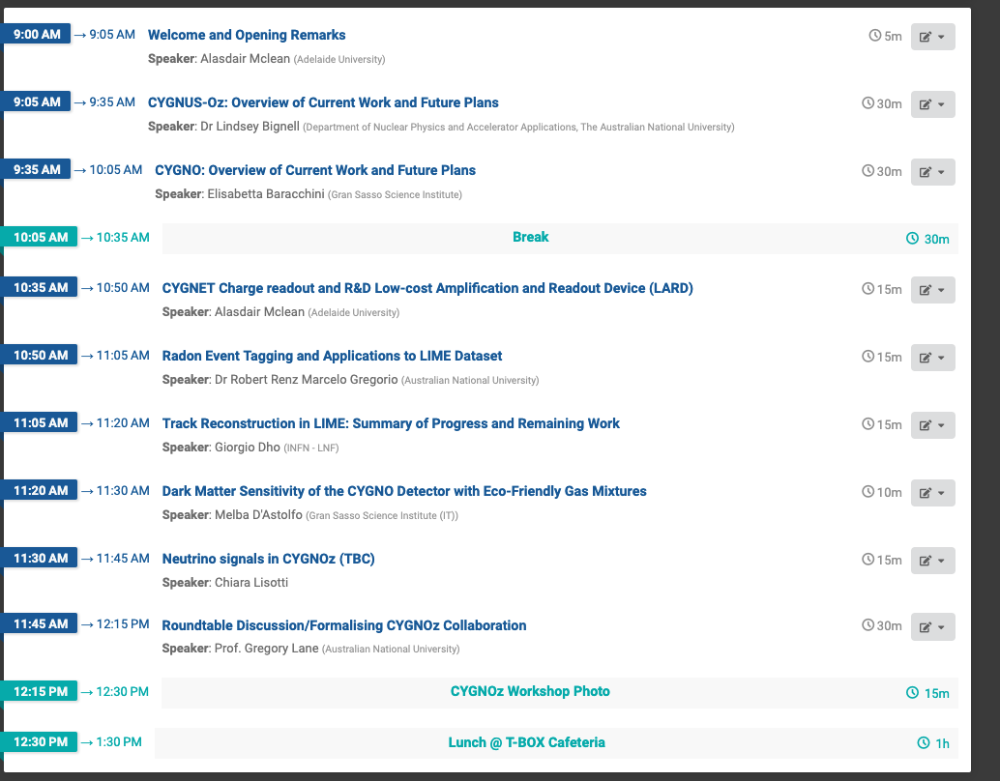 9:00 AM → 9:05 AM Welcome and Opening Remarks 5m
Speaker: Alasdair Mclean (Adelaide University)
9:05 AM → 9:35 AM CYGNUS-Oz: Overview of Current Work and Future Plans 30m
Speaker: Dr Lindsey Bignell (Department of Nuclear Physics and Accelerator Applications, The Australian National University)
9:35 AM → 10:05 AM CYGNO: Overview of Current Work and Future Plans 30m
Speaker: Elisabetta Baracchini (Gran Sasso Science Institute)
10:05 AM → 10:35 AM Break 30m
10:35 AM → 10:50 AM CYGNET Charge readout and R&D Low-cost Amplification and Readout Device (LARD) 15m
Speaker: Alasdair Mclean (Adelaide University)
10:50 AM → 11:05 AM Radon Event Tagging and Applications to LIME Dataset 15m
Speaker: Dr Robert Renz Marcelo Gregorio (Australian National University)
11:05 AM → 11:20 AM Track Reconstruction in LIME: Summary of Progress and Remaining Work 15m
Speaker: Giorgio Dho (INFN - LNF)
11:20 AM → 11:30 AM Dark Matter Sensitivity of the CYGNO Detector with Eco-Friendly Gas Mixtures 10m
Speaker: Melba D'Astolfo (Gran Sasso Science Institute (IT))
11:30 AM → 11:45 AM Neutrino signals in CYGNOz (TBC) 15m
Speaker: Chiara Lisotti
11:45 AM → 12:15 PM Roundtable Discussion/Formalising CYGNOz Collaboration 30m
Speaker: Prof. Gregory Lane (Australian National University)
12:15 PM → 12:30 PM CYGNOz Workshop Photo 15m
12:30 PM → 1:30 PM Lunch @ T-BOX Cafeteria 1h